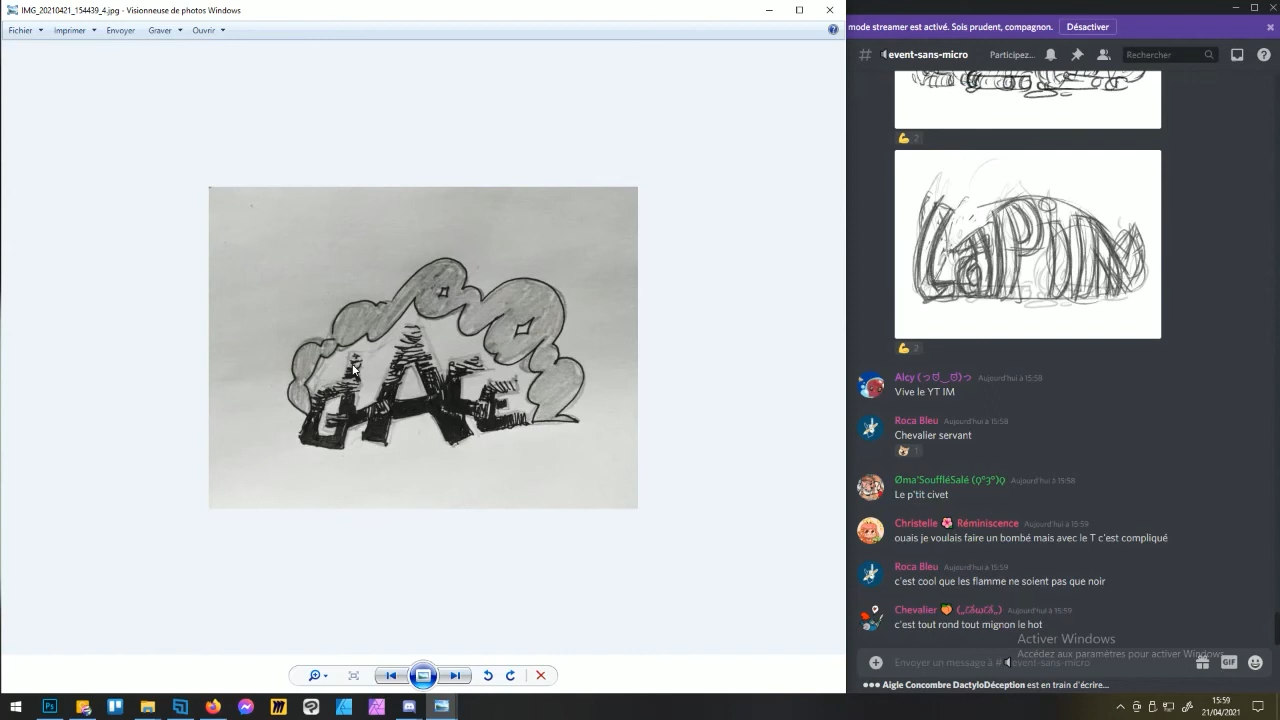 IMG_20210421_154439_4.jpg - Visionneuse de photos Windows
Fichier Imprimer Envoyer Graver Ouvrir
mode streamer est activé. Sois prudent, compagnon. Désactiver
event-sans-micro Participez... Rechercher
2
LaPiN
2
Alcy Aujourd'hui à 15:58
Vive le YT IM
Roca Bleu Aujourd'hui à 15:58
Chevalier servant
1
Øma'SouffléSalé Aujourd'hui à 15:58
Le p'tit civet
Christelle Réminiscence Aujourd'hui à 15:59
ouais je voulais faire un bombé mais avec le T c'est compliqué
Roca Bleu Aujourd'hui à 15:59
c'est cool que les flamme ne soient pas que noir
Chevalier Aujourd'hui à 15:59
c'est tout rond tout mignon le hot
Activer Windows
Accédez aux paramètres pour activer Windows.
Envoyer un message à # event-sans-micro
GIF
Aigle Concombre DactyloDéception est en train d'écrire...
15:59
21/04/2021